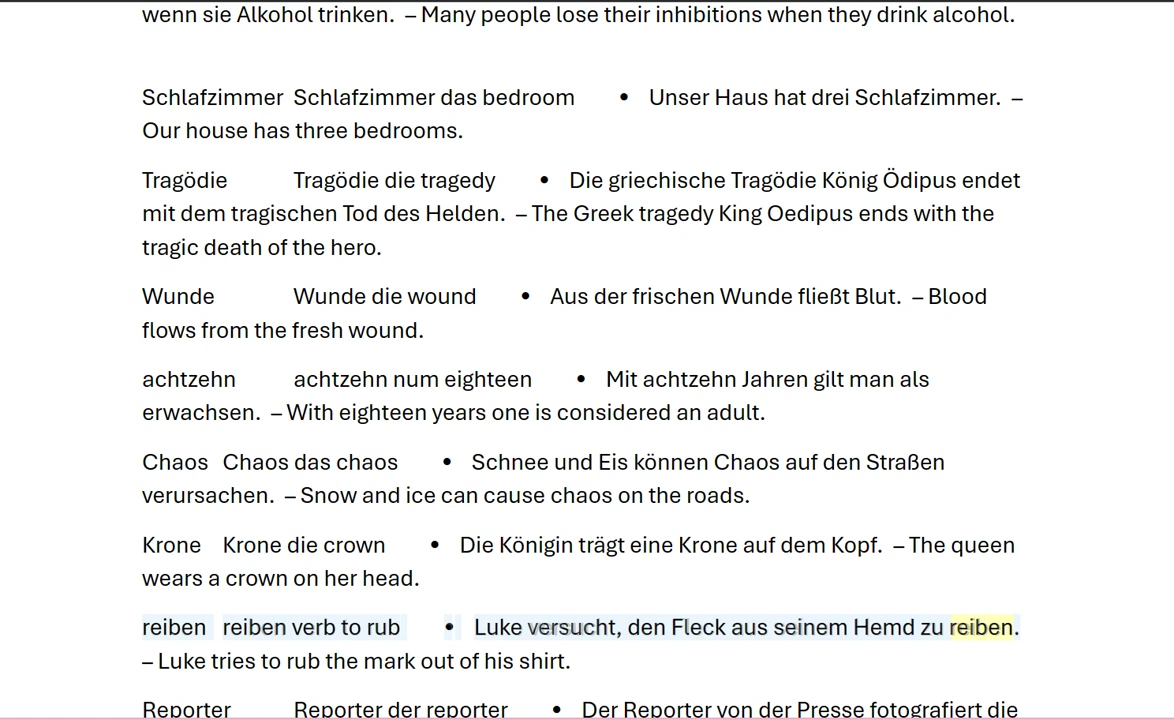 wenn sie Alkohol trinken. – Many people lose their inhibitions when they drink alcohol.
Schlafzimmer Schlafzimmer das bedroom • Unser Haus hat drei Schlafzimmer. –
Our house has three bedrooms.
Tragödie Tragödie die tragedy • Die griechische Tragödie König Ödipus endet
mit dem tragischen Tod des Helden. – The Greek tragedy King Oedipus ends with the
tragic death of the hero.
Wunde Wunde die wound • Aus der frischen Wunde fließt Blut. – Blood
flows from the fresh wound.
achtzehn achtzehn num eighteen • Mit achtzehn Jahren gilt man als
erwachsen. – With eighteen years one is considered an adult.
Chaos Chaos das chaos • Schnee und Eis können Chaos auf den Straßen
verursachen. – Snow and ice can cause chaos on the roads.
Krone Krone die crown • Die Königin trägt eine Krone auf dem Kopf. – The queen
wears a crown on her head.
reiben reiben verb to rub • Luke versucht, den Fleck aus seinem Hemd zu reiben.
– Luke tries to rub the mark out of his shirt.
Reporter Reporter der reporter • Der Reporter von der Presse fotografiert die